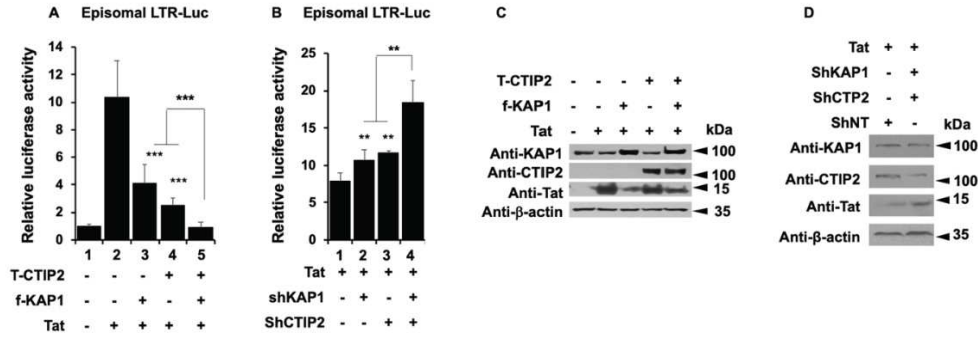 A Episomal LTR-Luc
Relative luciferase activity
14
12
10
8
6
4
2
0
*** *** ***
1 2 3 4 5
T-CTIP2 - - - + +
f-KAP1 - - + - +
Tat - + + + +
B Episomal LTR-Luc
Relative luciferase activity
25
20
15
10
5
0
** ** **
1 2 3 4
Tat + + + +
shKAP1 - + - +
ShCTIP2 - - + +
C
T-CTIP2 - - - + +
f-KAP1 - - + - +
Tat - + + + + kDa
Anti-KAP1 100
Anti-CTIP2 100
Anti-Tat 15
Anti-β-actin 35
D
Tat + +
ShKAP1 - +
ShCTP2 - +
ShNT + - kDa
Anti-KAP1 100
Anti-CTIP2 100
Anti-Tat 15
Anti-β-actin 35